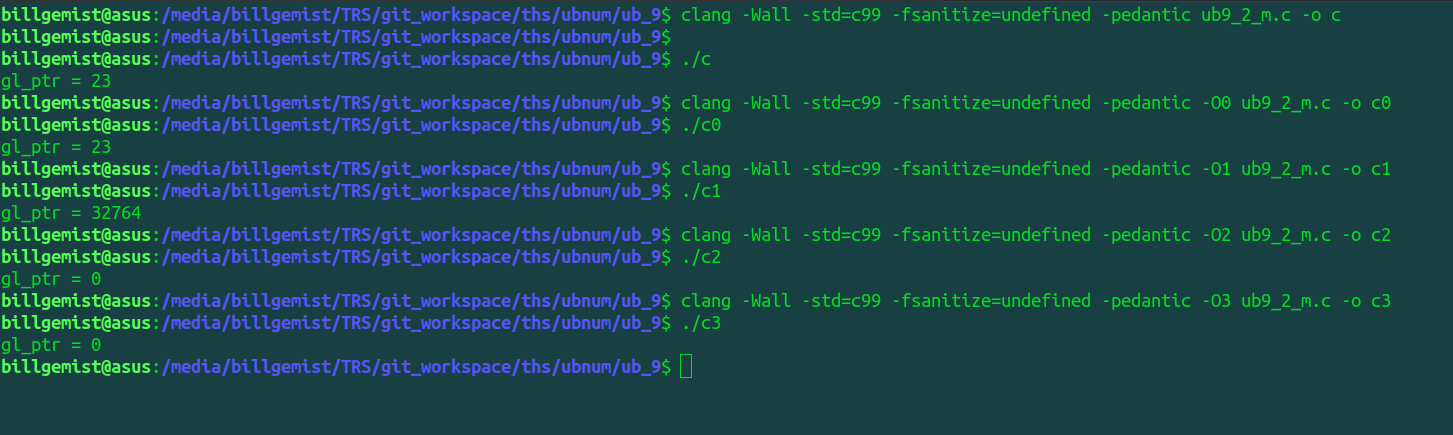 billgemist@asus:/media/billgemist/TRS/git_workspace/ths/ubnum/ub_9$ clang -Wall -std=c99 -fsanitize=undefined -pedantic ub9_2_m.c -o c
billgemist@asus:/media/billgemist/TRS/git_workspace/ths/ubnum/ub_9$
billgemist@asus:/media/billgemist/TRS/git_workspace/ths/ubnum/ub_9$ ./c
gl_ptr = 23
billgemist@asus:/media/billgemist/TRS/git_workspace/ths/ubnum/ub_9$ clang -Wall -std=c99 -fsanitize=undefined -pedantic -O0 ub9_2_m.c -o c0
billgemist@asus:/media/billgemist/TRS/git_workspace/ths/ubnum/ub_9$ ./c0
gl_ptr = 23
billgemist@asus:/media/billgemist/TRS/git_workspace/ths/ubnum/ub_9$ clang -Wall -std=c99 -fsanitize=undefined -pedantic -O1 ub9_2_m.c -o c1
billgemist@asus:/media/billgemist/TRS/git_workspace/ths/ubnum/ub_9$ ./c1
gl_ptr = 32764
billgemist@asus:/media/billgemist/TRS/git_workspace/ths/ubnum/ub_9$ clang -Wall -std=c99 -fsanitize=undefined -pedantic -O2 ub9_2_m.c -o c2
billgemist@asus:/media/billgemist/TRS/git_workspace/ths/ubnum/ub_9$ ./c2
gl_ptr = 0
billgemist@asus:/media/billgemist/TRS/git_workspace/ths/ubnum/ub_9$ clang -Wall -std=c99 -fsanitize=undefined -pedantic -O3 ub9_2_m.c -o c3
billgemist@asus:/media/billgemist/TRS/git_workspace/ths/ubnum/ub_9$ ./c3
gl_ptr = 0
billgemist@asus:/media/billgemist/TRS/git_workspace/ths/ubnum/ub_9$